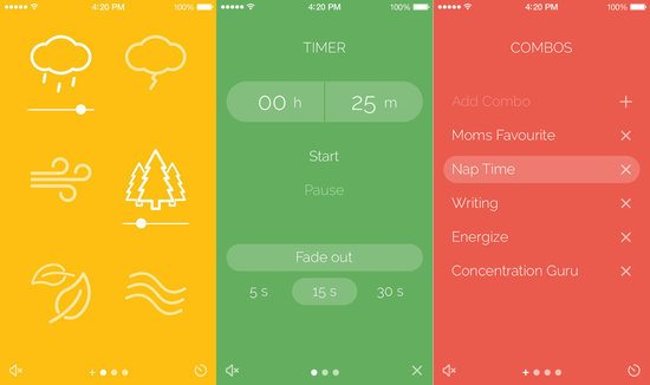 4:20 PM 100%
4:20 PM 100%
TIMER
00 h 25 m
Start
Pause
Fade out
5 s 15 s 30 s
4:20 PM 100%
COMBOS
Add Combo
Moms Favourite
Nap Time
Writing
Energize
Concentration Guru